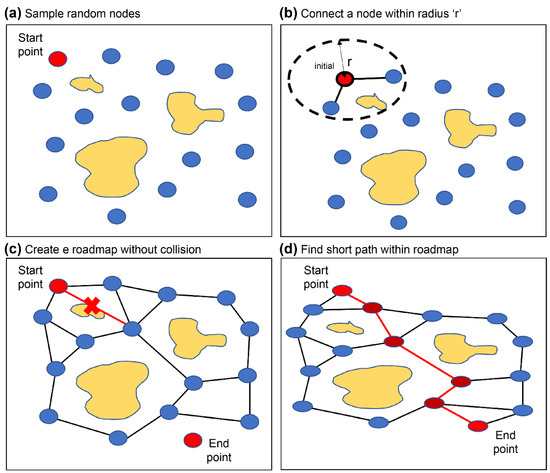 (a) Sample random nodes
Start
point
(b) Connect a node within radius ‘r’
initial
r
(c) Create e roadmap without collision
Start
point
End
point
(d) Find short path within roadmap
Start
point
End
point